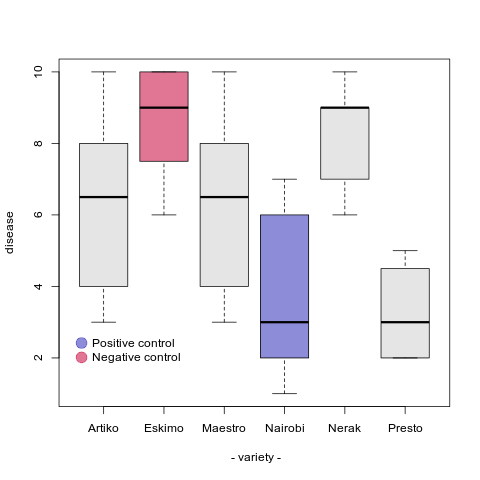 10
8
6
4
2
disease
Positive control
Negative control
Artiko Eskimo Maestro Nairobi Nerak Presto
- variety -